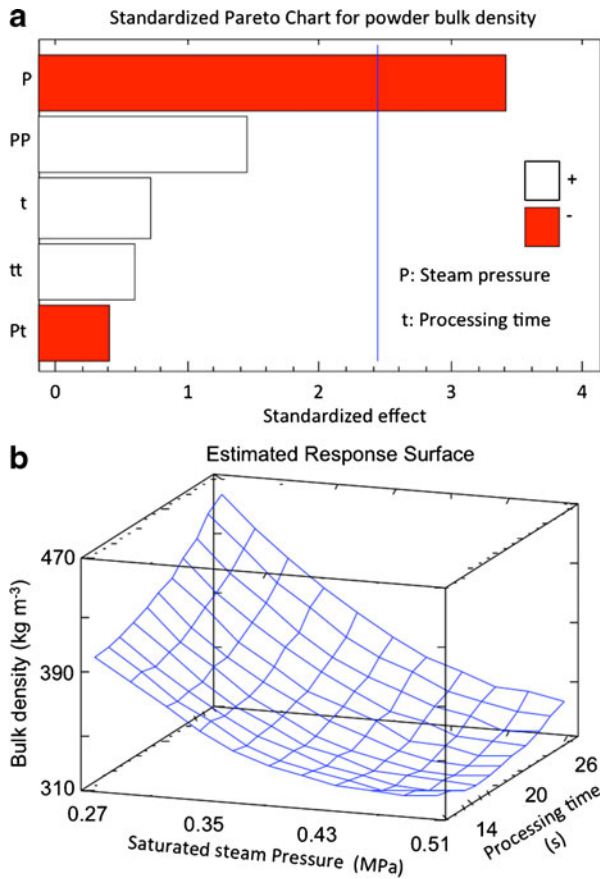 a
Standardized Pareto Chart for powder bulk density
P
PP
t
tt
Pt
+
-
P: Steam pressure
t: Processing time
0 1 2 3 4
Standardized effect
b
Estimated Response Surface
470
390
310
Bulk density (kg m-3)
0.27 0.35 0.43 0.51
Saturated steam Pressure (MPa)
14 20 26
Processing time
(s)